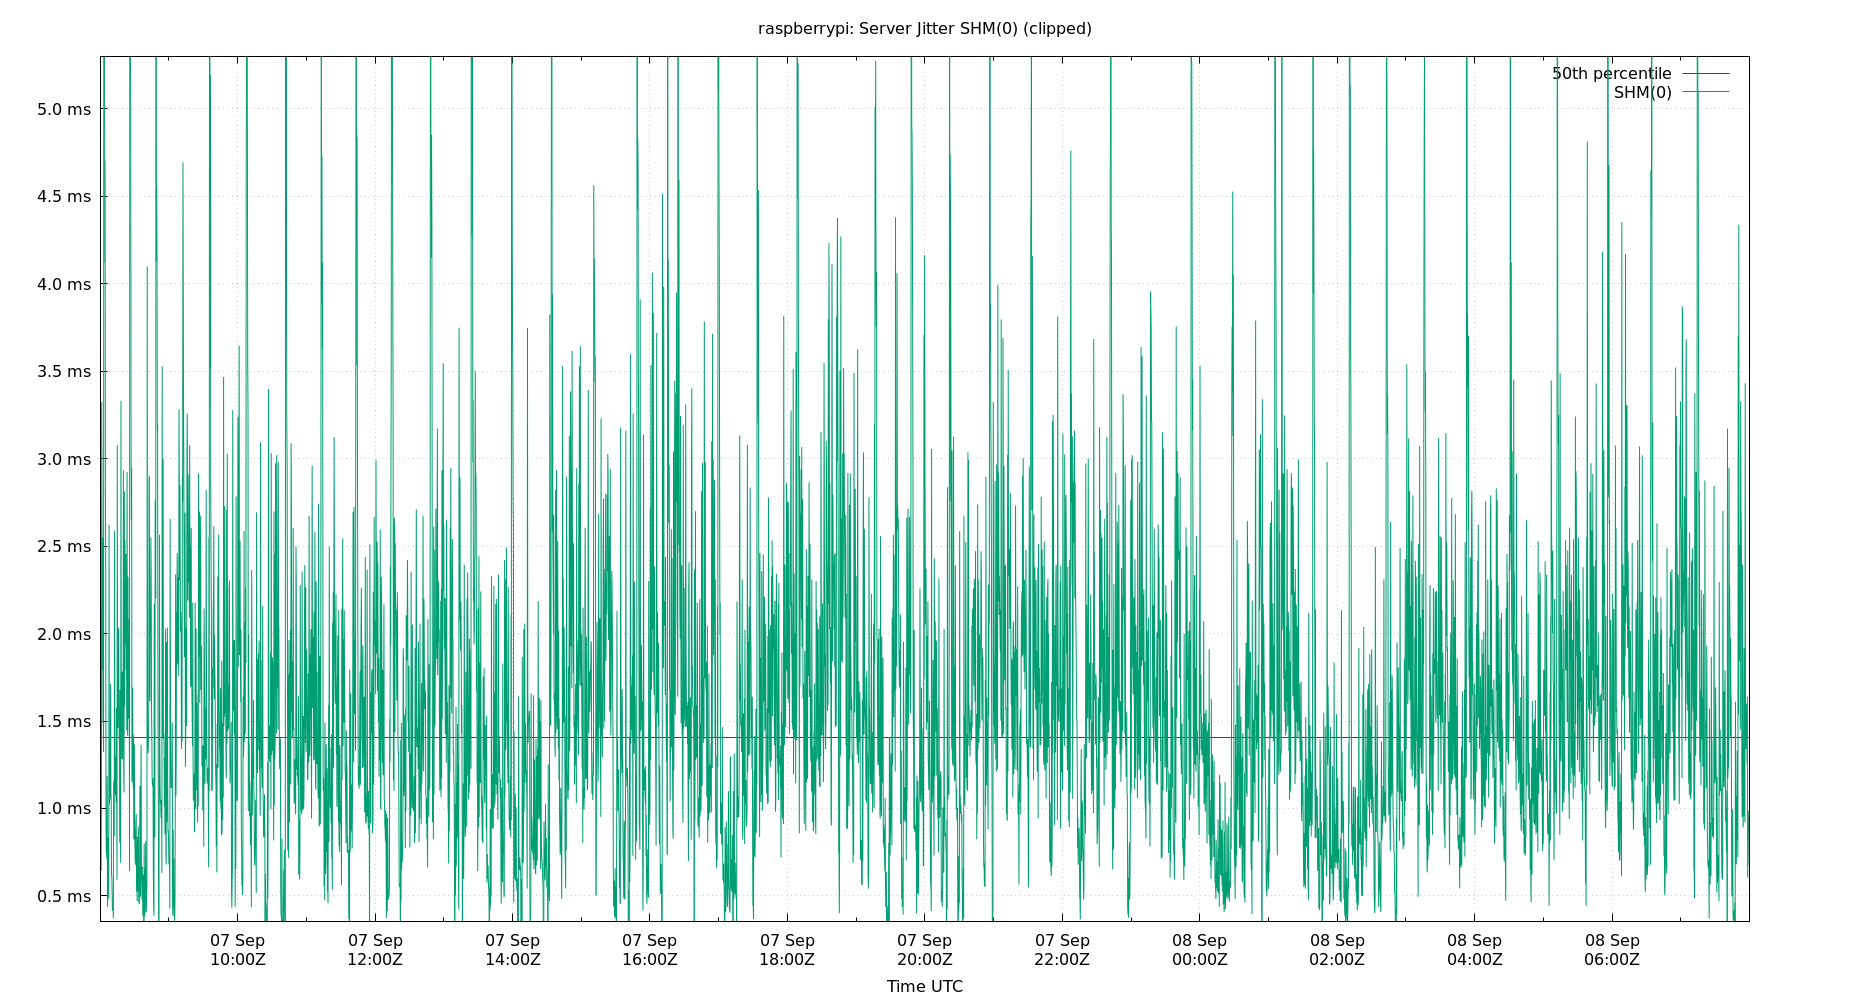 raspberrypi: Server Jitter SHM(0) (clipped)
50th percentile
SHM(0)
5.0 ms
4.5 ms
4.0 ms
3.5 ms
3.0 ms
2.5 ms
2.0 ms
1.5 ms
1.0 ms
0.5 ms
07 Sep 07 Sep 07 Sep 07 Sep 07 Sep 07 Sep 07 Sep 08 Sep 08 Sep 08 Sep 08 Sep
10:00Z 12:00Z 14:00Z 16:00Z 18:00Z 20:00Z 22:00Z 00:00Z 02:00Z 04:00Z 06:00Z
Time UTC